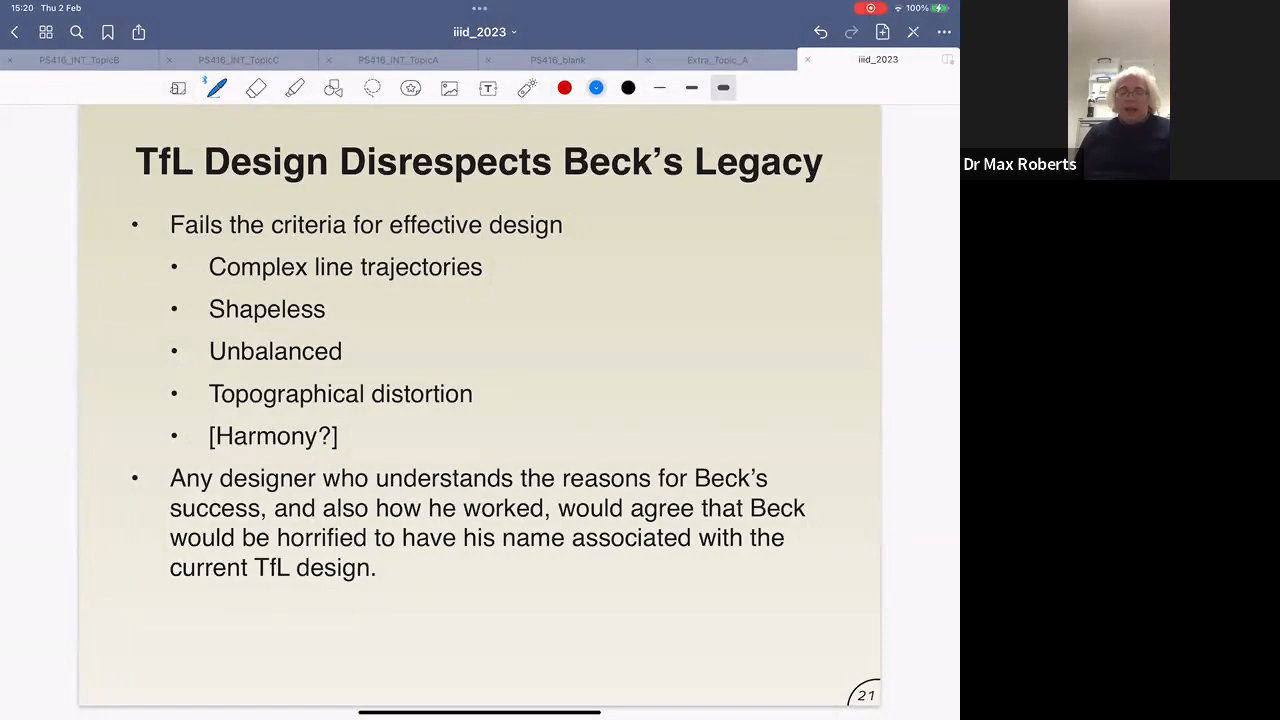 15:20 Thu 2 Feb
100%
iiid_2023
PS416_INT_TopicB
PS416_INT_TopicC
PS416_INT_TopicA
PS416_blank
Extra_Topic_A
iiid_2023
TfL Design Disrespects Beck’s Legacy
• Fails the criteria for effective design
• Complex line trajectories
• Shapeless
• Unbalanced
• Topographical distortion
• [Harmony?]
• Any designer who understands the reasons for Beck’s
success, and also how he worked, would agree that Beck
would be horrified to have his name associated with the
current TfL design.
21
Dr Max Roberts